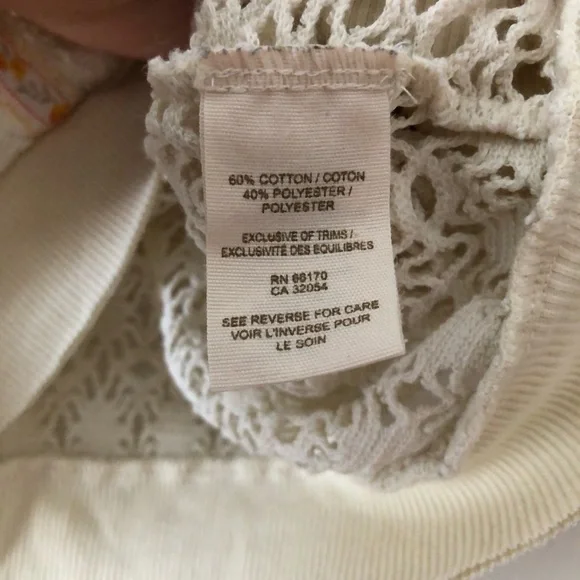 60% COTTON / COTON
40% POLYESTER /
POLYESTER
EXCLUSIVE OF TRIMS /
EXCLUSIVITÉ DES EQUILIBRES
RN 66170
CA 32054
SEE REVERSE FOR CARE
VOIR L'INVERSE POUR
LE SOIN